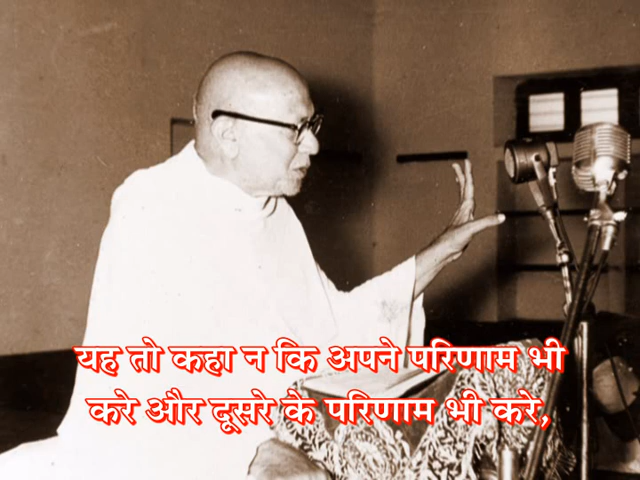 यह तो कहा न कि अपने परिणाम भी
करे और दूसरे के परिणाम भी करे,